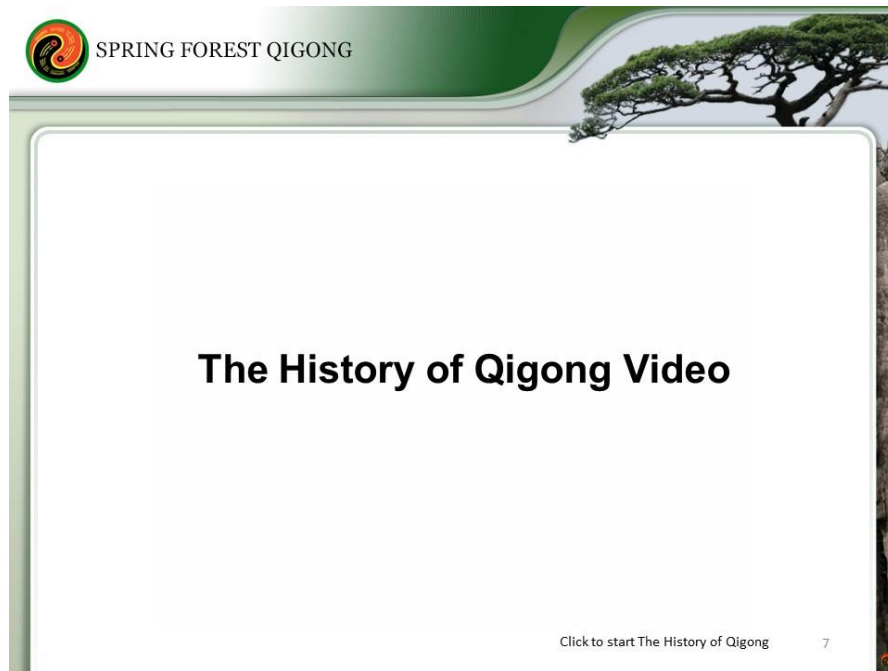 SPRING FOREST QIGONG
The History of Qigong Video
Click to start The History of Qigong
7